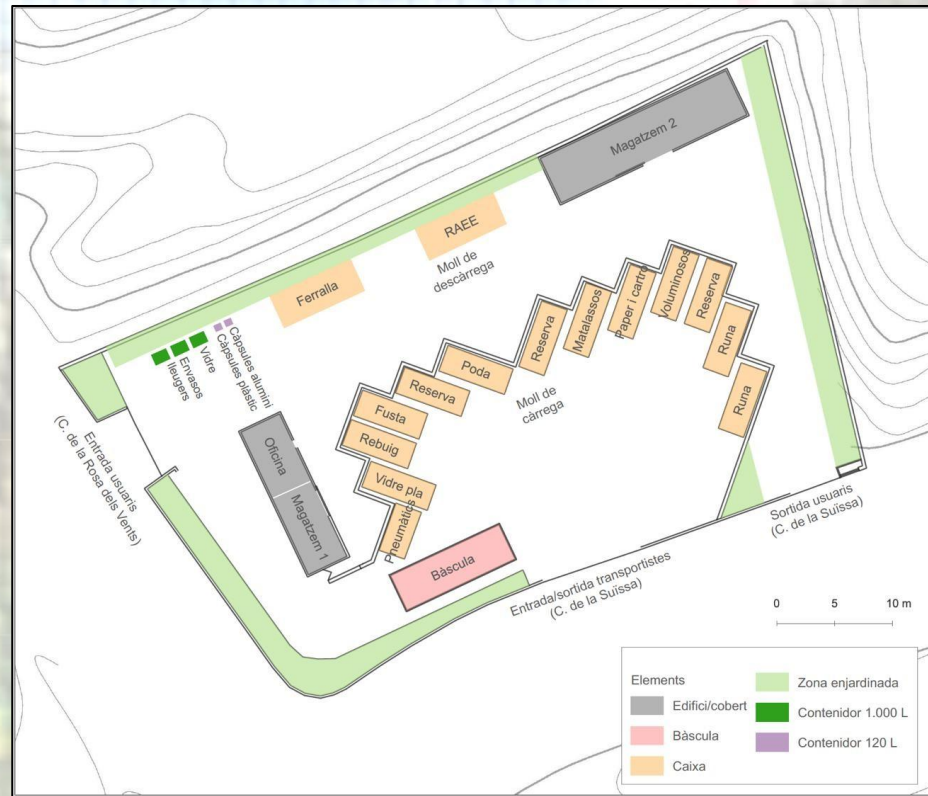 Magatzem 2
RAEE
Moll de
descàrrega
Ferralla
Càpsules alumini
Càpsules plàstic
Vidre
Envasos
lleugers
Voluminosos
Reserva
Paper i cartró
Matalassos
Reserva
Runa
Runa
Poda
Moll de
càrrega
Reserva
Fusta
Rebuig
Vidre pla
Pneumàtics
Oficina
Magatzem 1
Bàscula
Entrada usuaris
(C. de la Rosa dels Vents)
Sortida usuaris
(C. de la Suïssa)
Entrada/sortida transportistes
(C. de la Suïssa)
0 5 10 m
Elements
Edifici/cobert
Bàscula
Caixa
Zona enjardinada
Contenidor 1.000 L
Contenidor 120 L